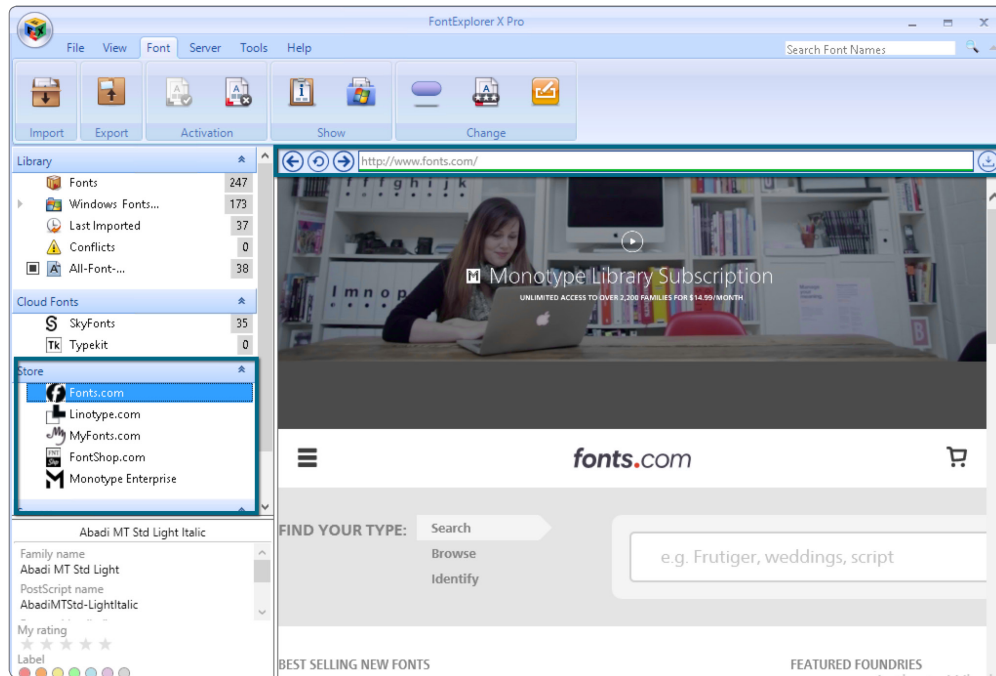 FontExplorer X Pro
File View Font Server Tools Help
Search Font Names
Import Export Activation Show Change
Library
Fonts 247
Windows Fonts... 173
Last Imported 37
Conflicts 0
All-Font-... 38
Cloud Fonts
SkyFonts 35
Tk Typekit 0
Store
Fonts.com
Linotype.com
MyFonts.com
FontShop.com
Monotype Enterprise
Abadi MT Std Light Italic
Family name
Abadi MT Std Light
PostScript name
AbadiMTStd-LightItalic
My rating
Label
http://www.fonts.com/
f f f g h i j k
l m n o p
Monotype Library Subscription
UNLIMITED ACCESS TO OVER 2,200 FAMILIES FOR $14.99/MONTH
fonts.com
FIND YOUR TYPE:
Search
Browse
Identify
e.g. Frutiger, weddings, script
BEST SELLING NEW FONTS
FEATURED FOUNDRIES